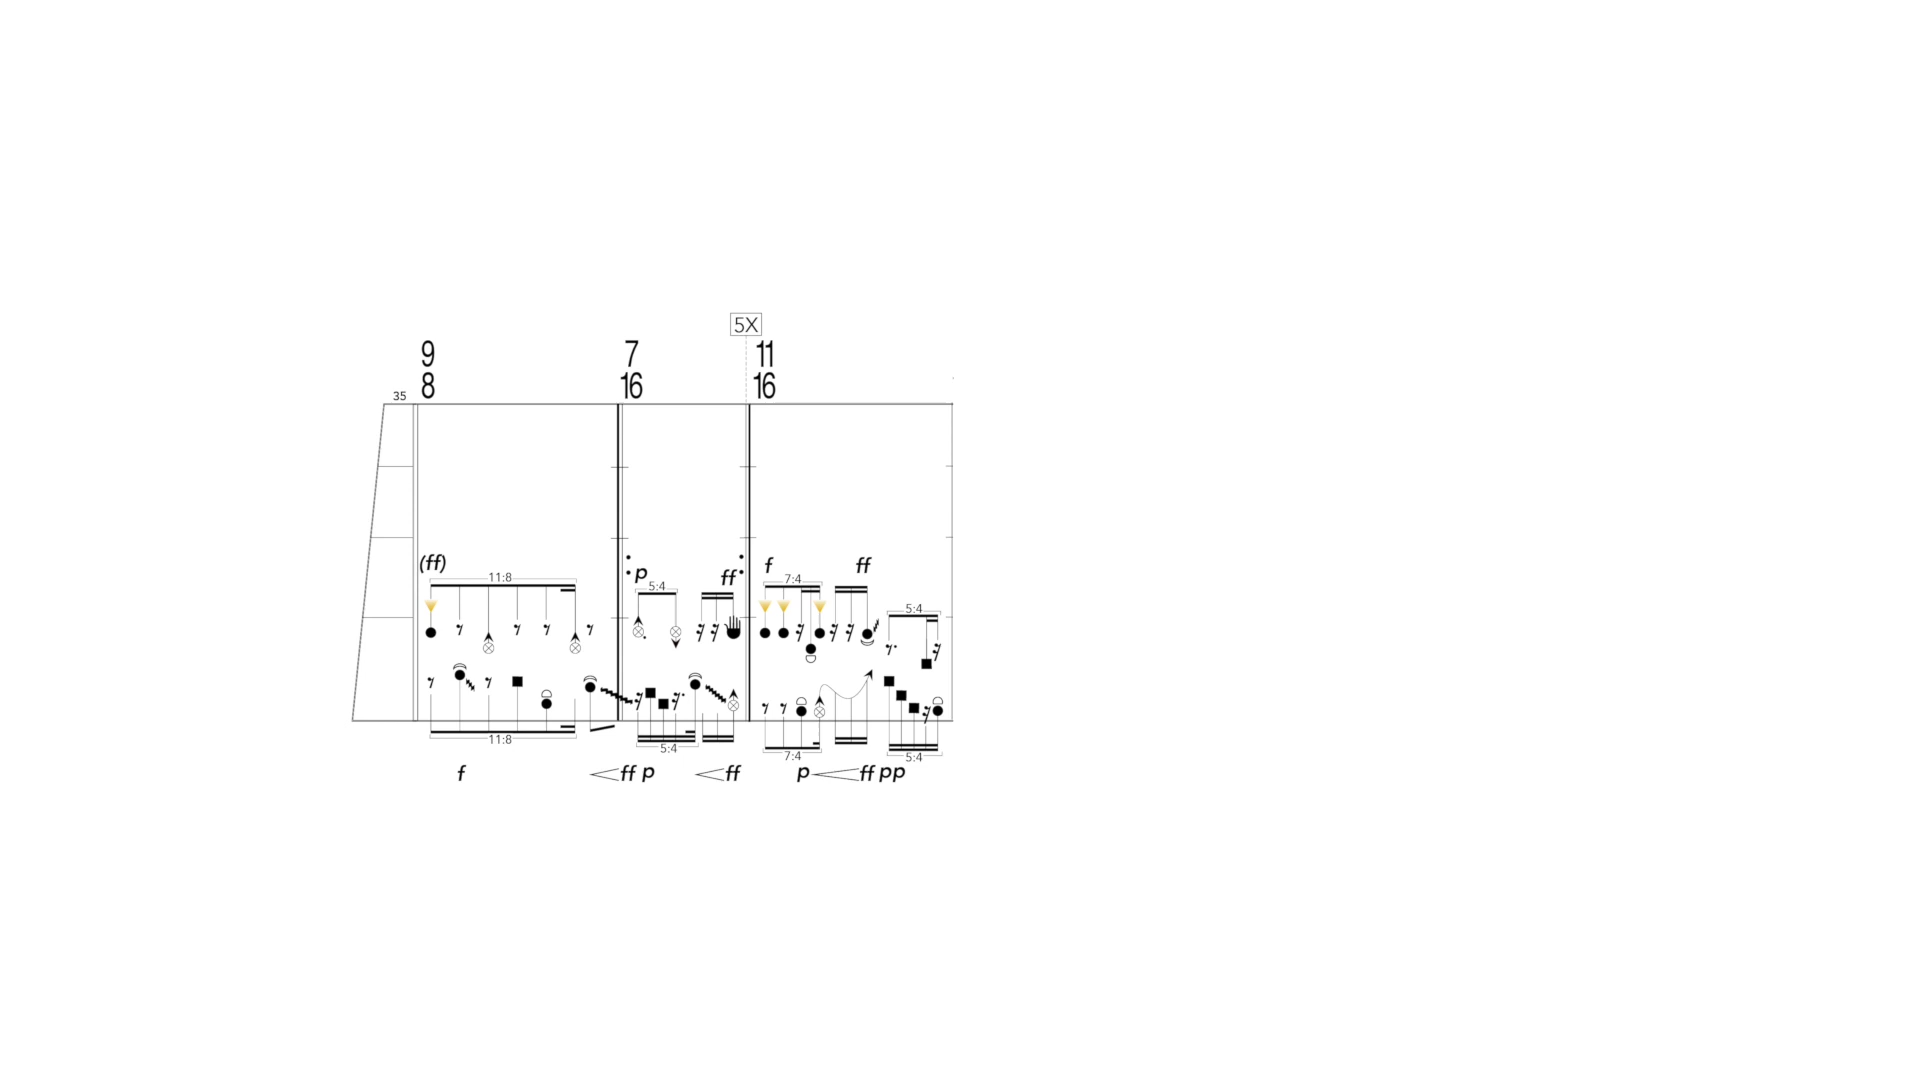 5X
9 7 11
8 16 16
35
(ff) p ff f ff
11:8 5:4 7:4 5:4
11:8 5:4 7:4 5:4
f ff p ff p ff pp